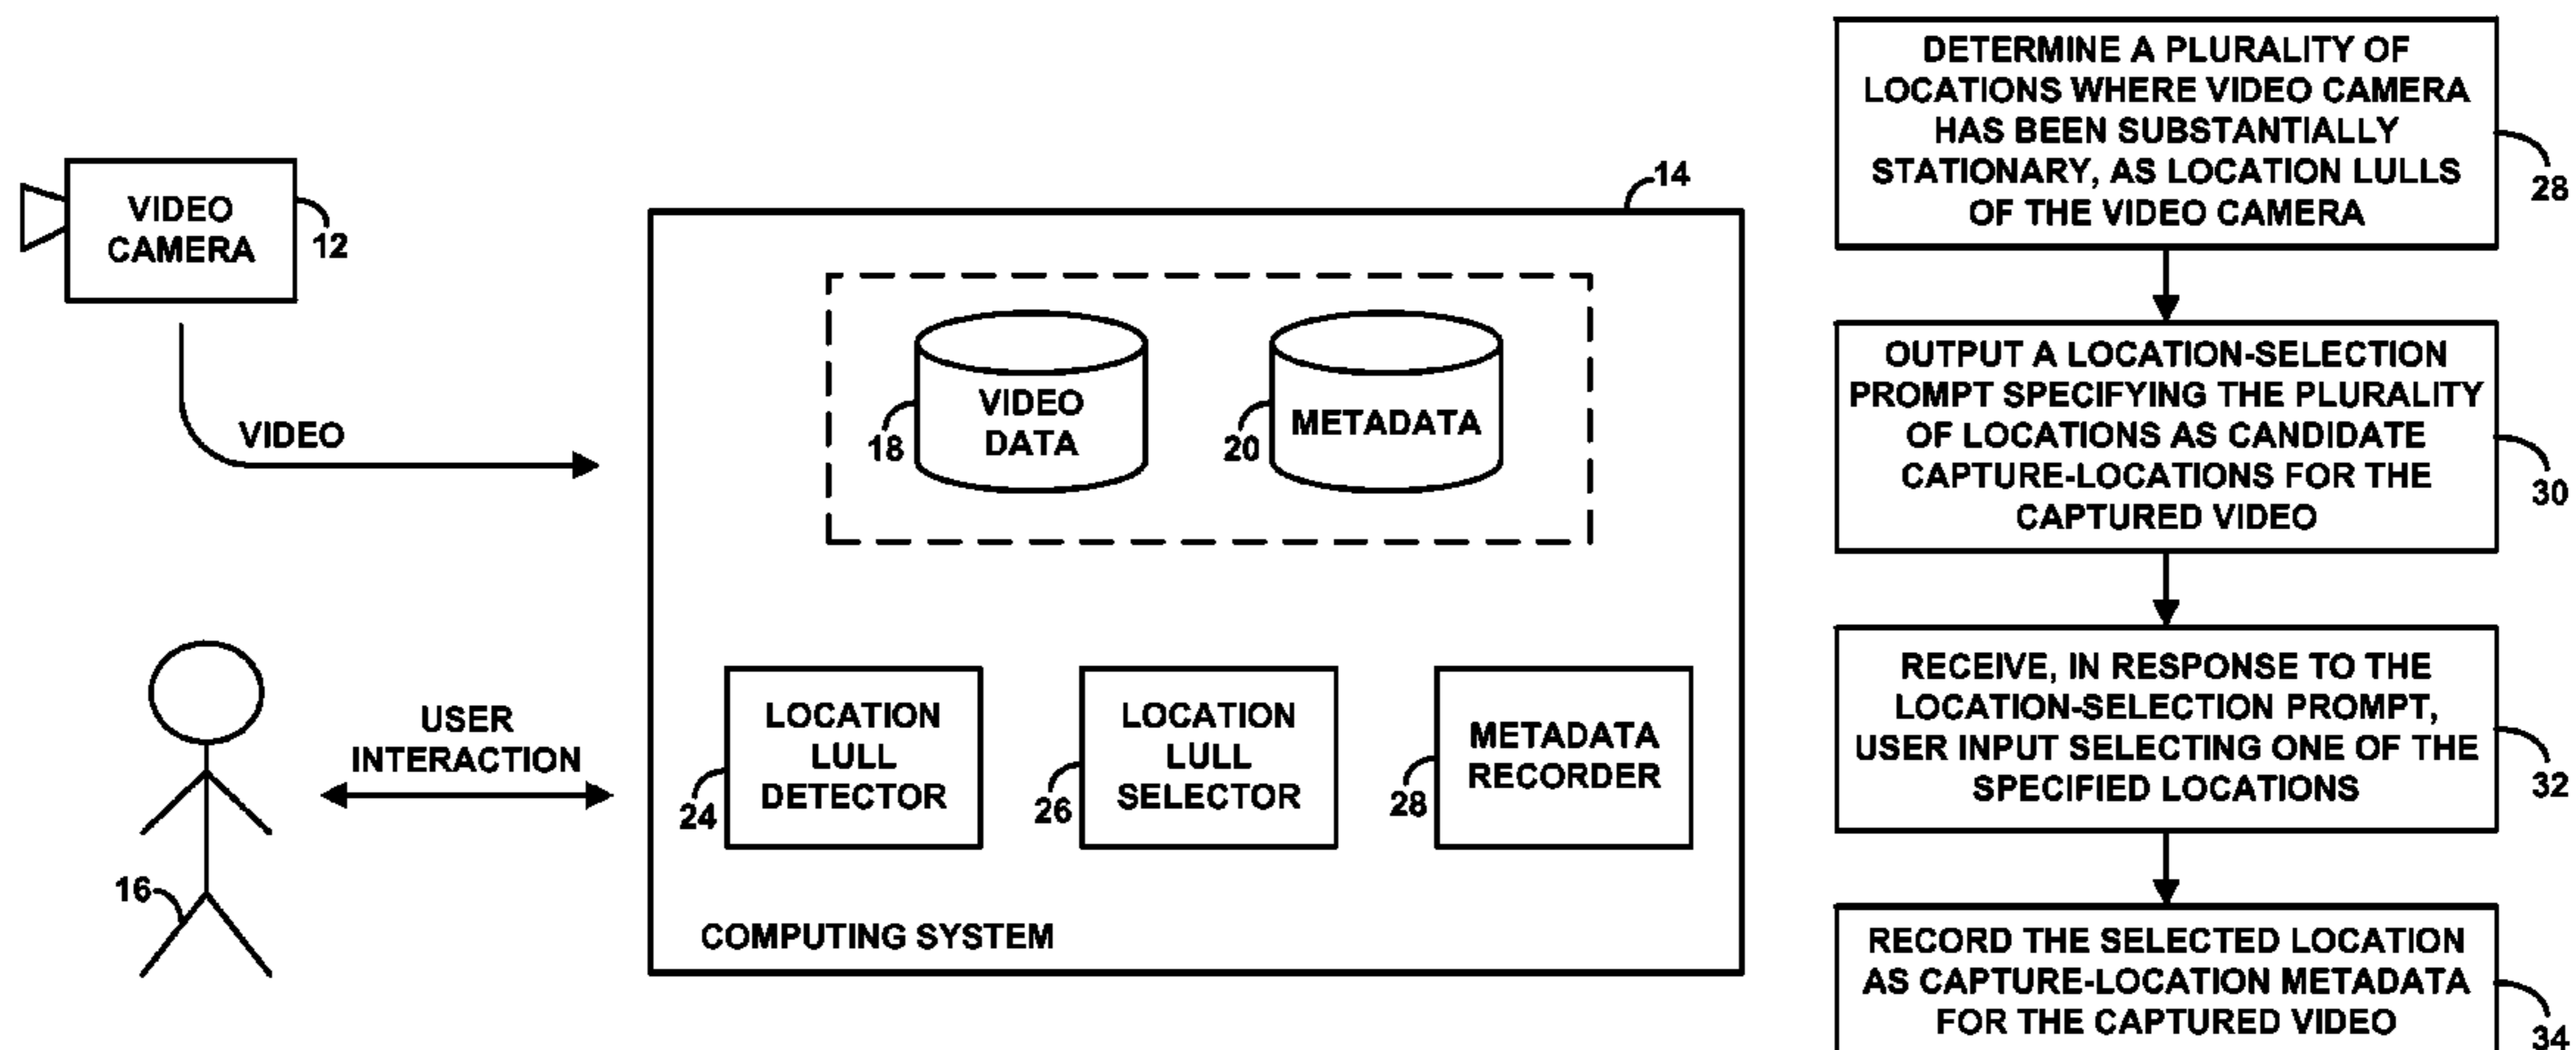 VIDEO
CAMERA
12
VIDEO
USER
INTERACTION
16
14
VIDEO
DATA
18
METADATA
20
LOCATION
LULL
DETECTOR
24
LOCATION
LULL
SELECTOR
26
METADATA
RECORDER
28
COMPUTING SYSTEM
DETERMINE A PLURALITY OF
LOCATIONS WHERE VIDEO CAMERA
HAS BEEN SUBSTANTIALLY
STATIONARY, AS LOCATION LULLS
OF THE VIDEO CAMERA
28
OUTPUT A LOCATION-SELECTION
PROMPT SPECIFYING THE PLURALITY
OF LOCATIONS AS CANDIDATE
CAPTURE-LOCATIONS FOR THE
CAPTURED VIDEO
30
RECEIVE, IN RESPONSE TO THE
LOCATION-SELECTION PROMPT,
USER INPUT SELECTING ONE OF THE
SPECIFIED LOCATIONS
32
RECORD THE SELECTED LOCATION
AS CAPTURE-LOCATION METADATA
FOR THE CAPTURED VIDEO
34